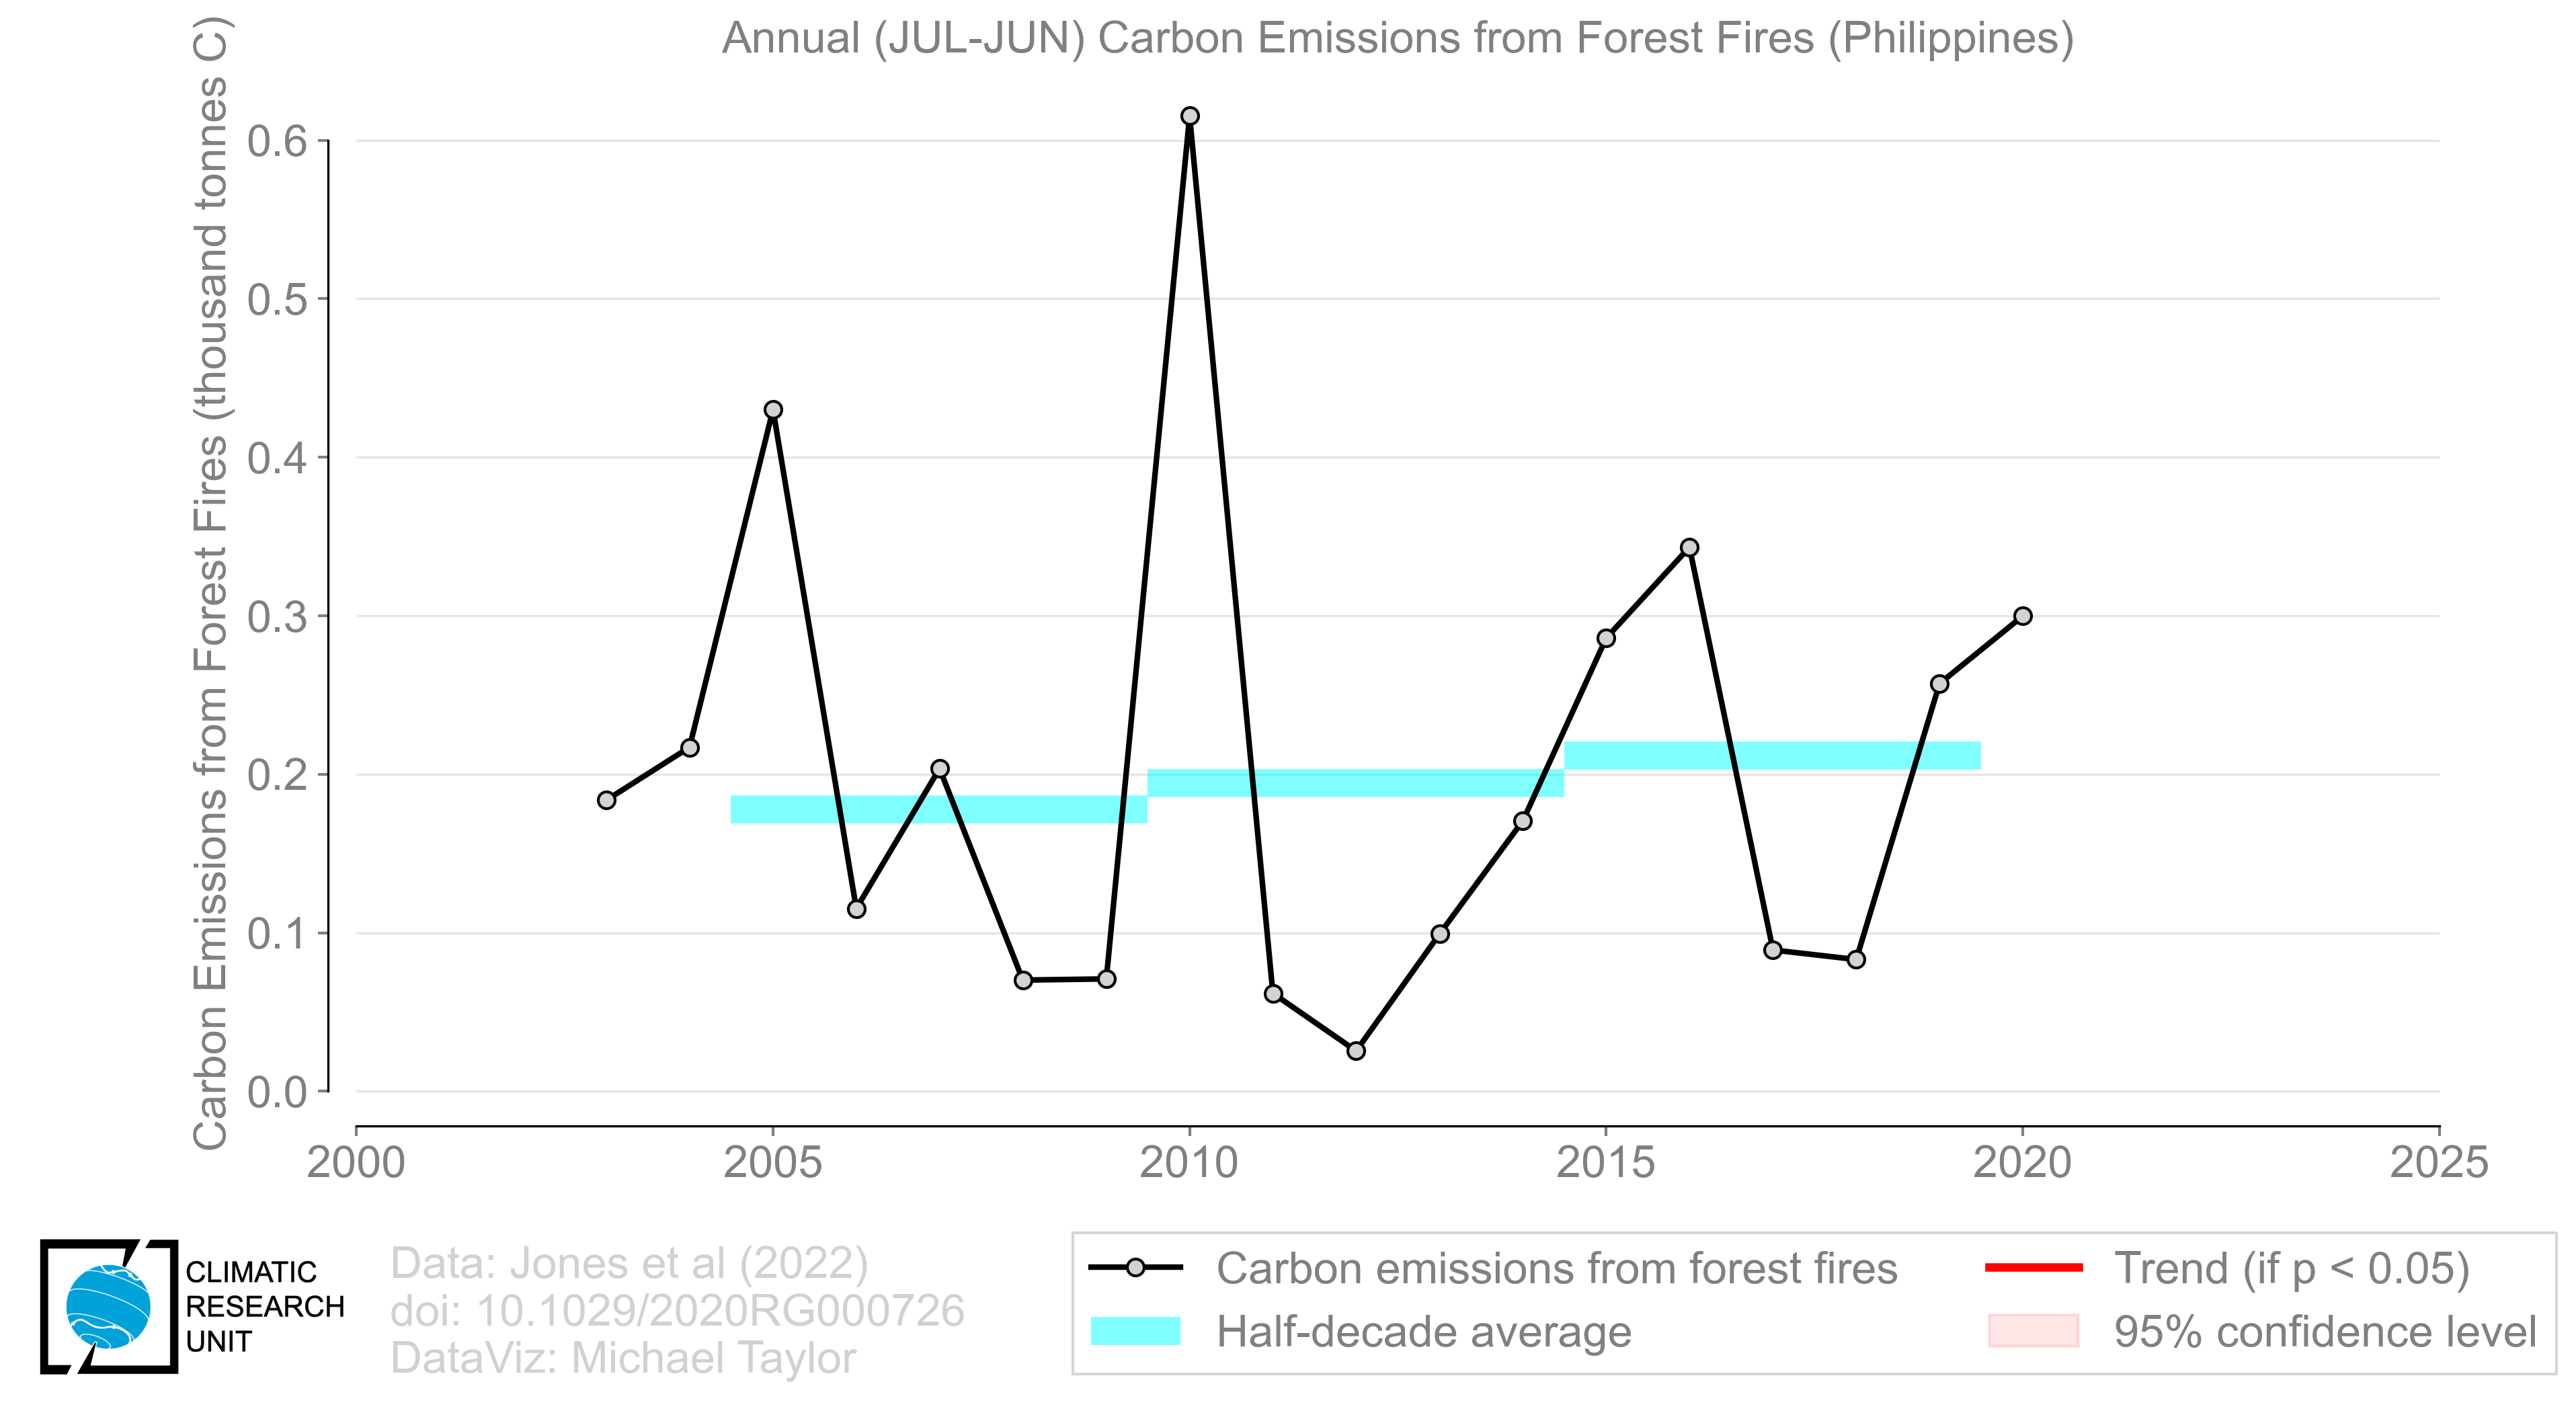 Annual (JUL-JUN) Carbon Emissions from Forest Fires (Philippines)
Carbon Emissions from Forest Fires (thousand tonnes C)
0.6
0.5
0.4
0.3
0.2
0.1
0.0
2000 2005 2010 2015 2020 2025
CLIMATIC
RESEARCH
UNIT
Data: Jones et al (2022)
doi: 10.1029/2020RG000726
DataViz: Michael Taylor
Carbon emissions from forest fires
Half-decade average
Trend (if p < 0.05)
95% confidence level